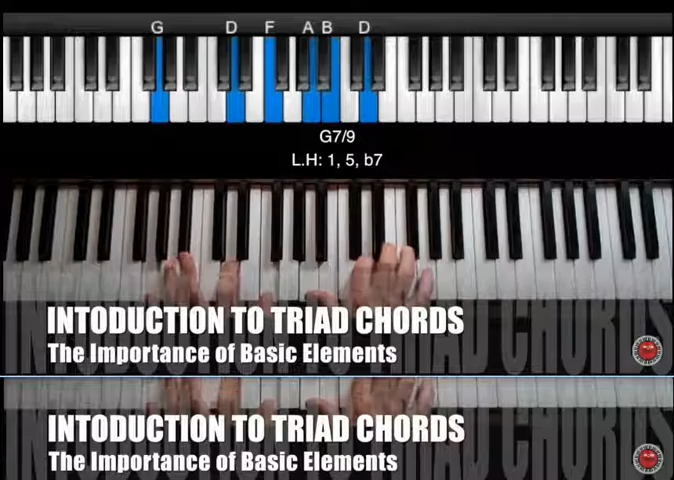 G D F A B D
G7/9
L.H: 1, 5, b7
INTODUCTION TO TRIAD CHORDS
The Importance of Basic Elements
INTODUCTION TO TRIAD CHORDS
The Importance of Basic Elements